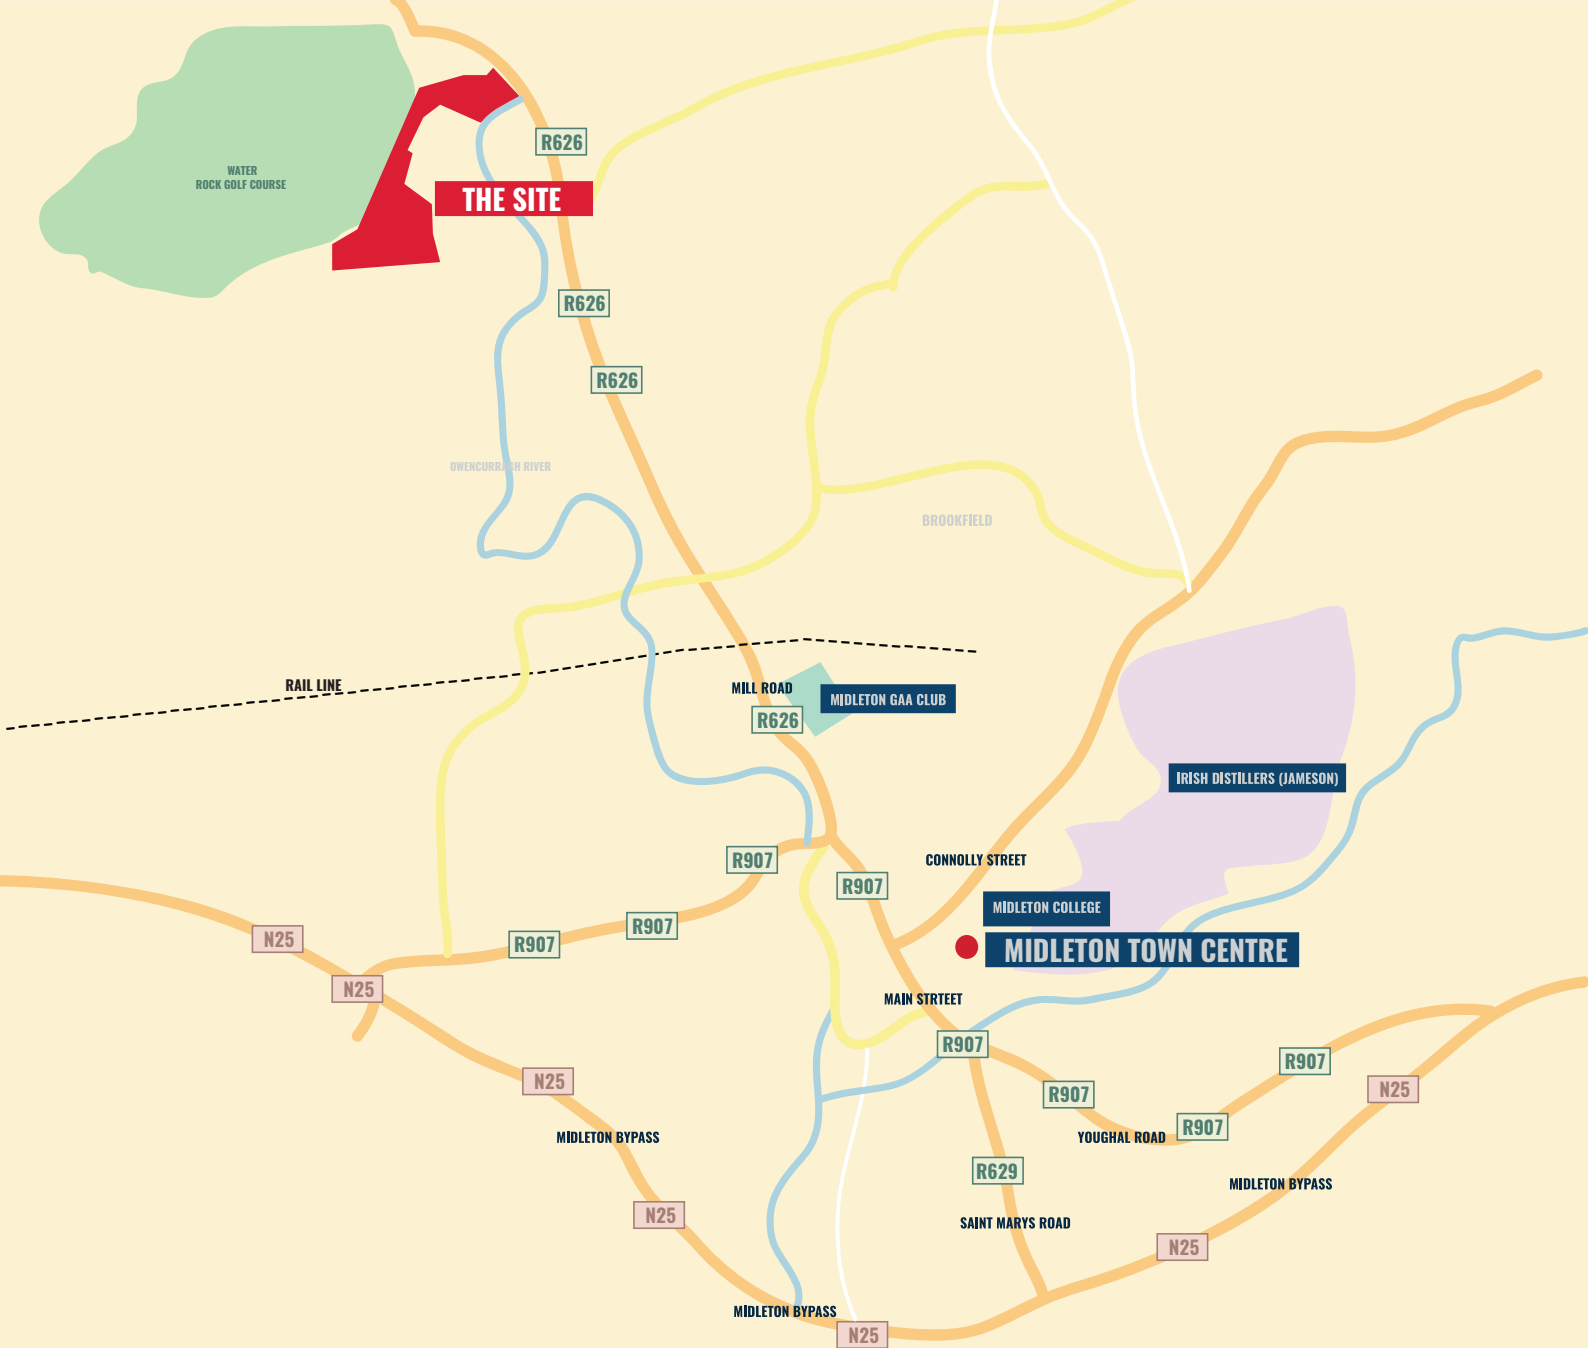 R626
WATER
ROCK GOLF COURSE
THE SITE
R626
R626
OWENCURRAGH RIVER
BROOKFIELD
RAIL LINE
MILL ROAD
MIDLETON GAA CLUB
R626
IRISH DISTILLERS (JAMESON)
R907
CONNOLLY STREET
R907
MIDLETON COLLEGE
R907
N25
R907
MIDLETON TOWN CENTRE
N25
MAIN STRTEET
R907
R907
N25
N25
R907
R907
MIDLETON BYPASS
YOUGHAL ROAD
R629
MIDLETON BYPASS
N25
SAINT MARYS ROAD
N25
MIDLETON BYPASS
N25